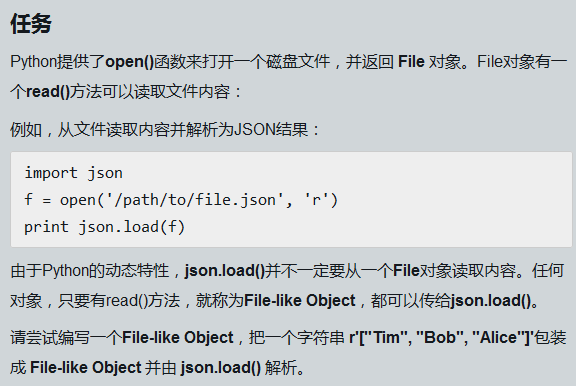 任务
Python提供了open()函数来打开一个磁盘文件，并返回 File 对象。File对象有一
个read()方法可以读取文件内容：
例如，从文件读取内容并解析为JSON结果：
import json
f = open('/path/to/file.json', 'r')
print json.load(f)
由于Python的动态特性，json.load()并不一定要从一个File对象读取内容。任何
对象，只要有read()方法，就称为File-like Object，都可以传给json.load()。
请尝试编写一个File-like Object，把一个字符串 r'["Tim", "Bob", "Alice"]'包装
成 File-like Object 并由 json.load() 解析。